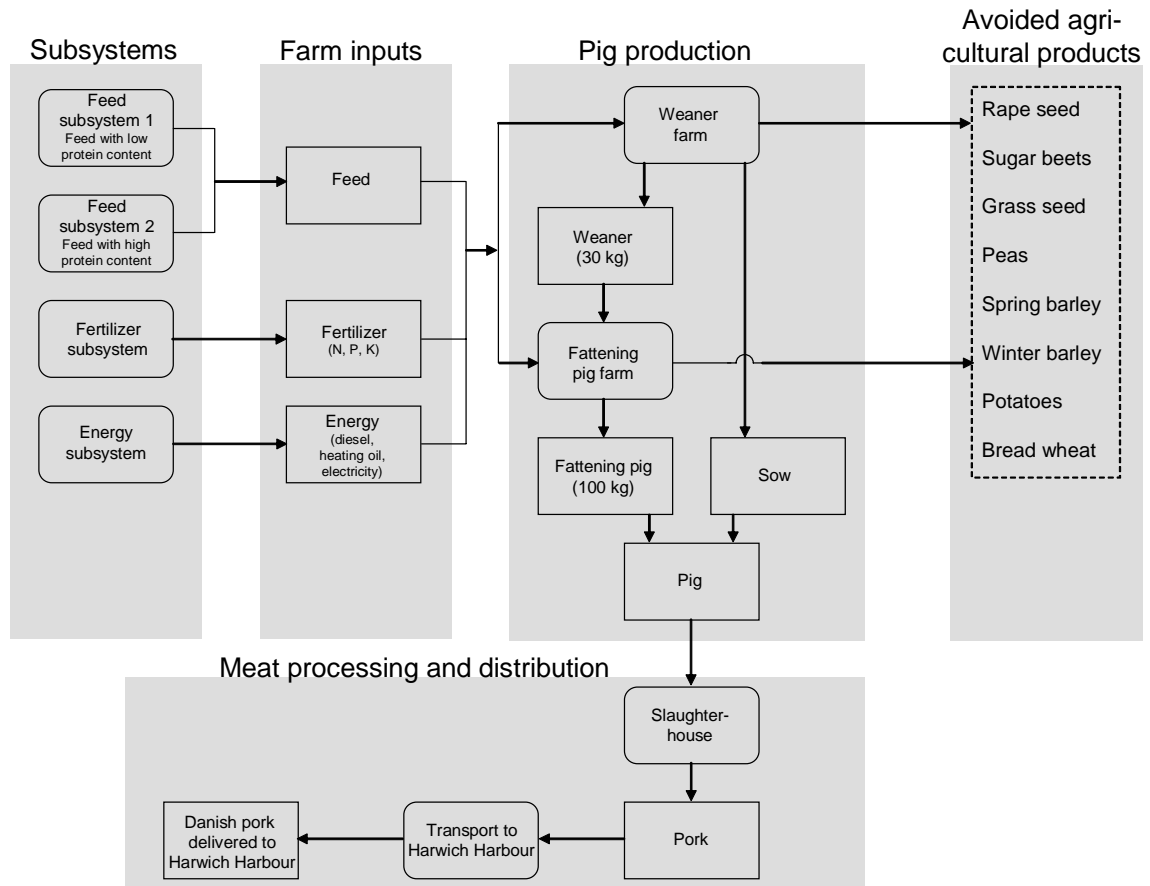 Subsystems
Feed
subsystem 1
Feed with low
protein content
Feed
subsystem 2
Feed with high
protein content
Fertilizer
subsystem
Energy
subsystem
Farm inputs
Feed
Fertilizer
(N, P, K)
Energy
(diesel,
heating oil,
electricity)
Pig production
Weaner
farm
Weaner
(30 kg)
Fattening
pig farm
Fattening pig
(100 kg)
Sow
Pig
Avoided agri-
cultural products
Rape seed
Sugar beets
Grass seed
Peas
Spring barley
Winter barley
Potatoes
Bread wheat
Meat processing and distribution
Slaughter-
house
Pork
Transport to
Harwich Harbour
Danish pork
delivered to
Harwich Harbour